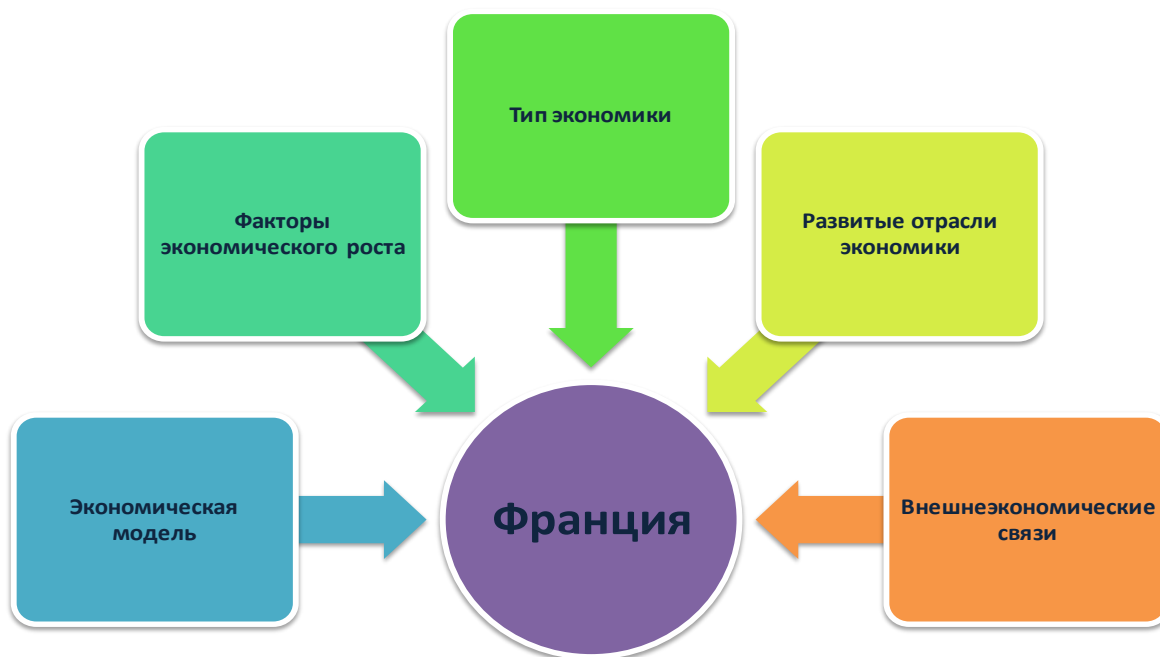 Тип экономики
Факторы
экономического роста
Развитые отрасли
экономики
Экономическая
модель
Франция
Внешнеэкономические
связи